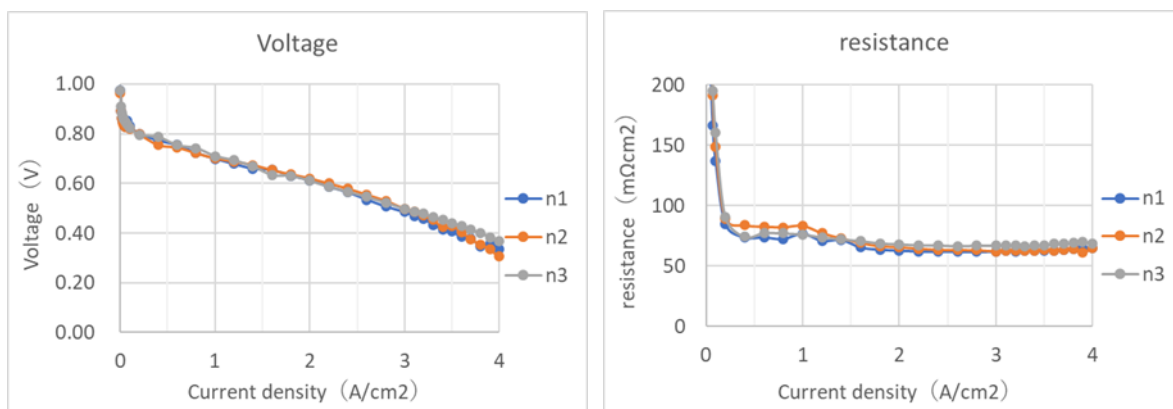 Voltage
1.00
0.80
0.60
0.40
0.20
0.00
Voltage（V）
0
1
2
3
4
Current density（A/cm2）
n1
n2
n3
resistance
200
150
100
50
0
resistance（mΩcm2）
0
1
2
3
4
Current density（A/cm2）
n1
n2
n3